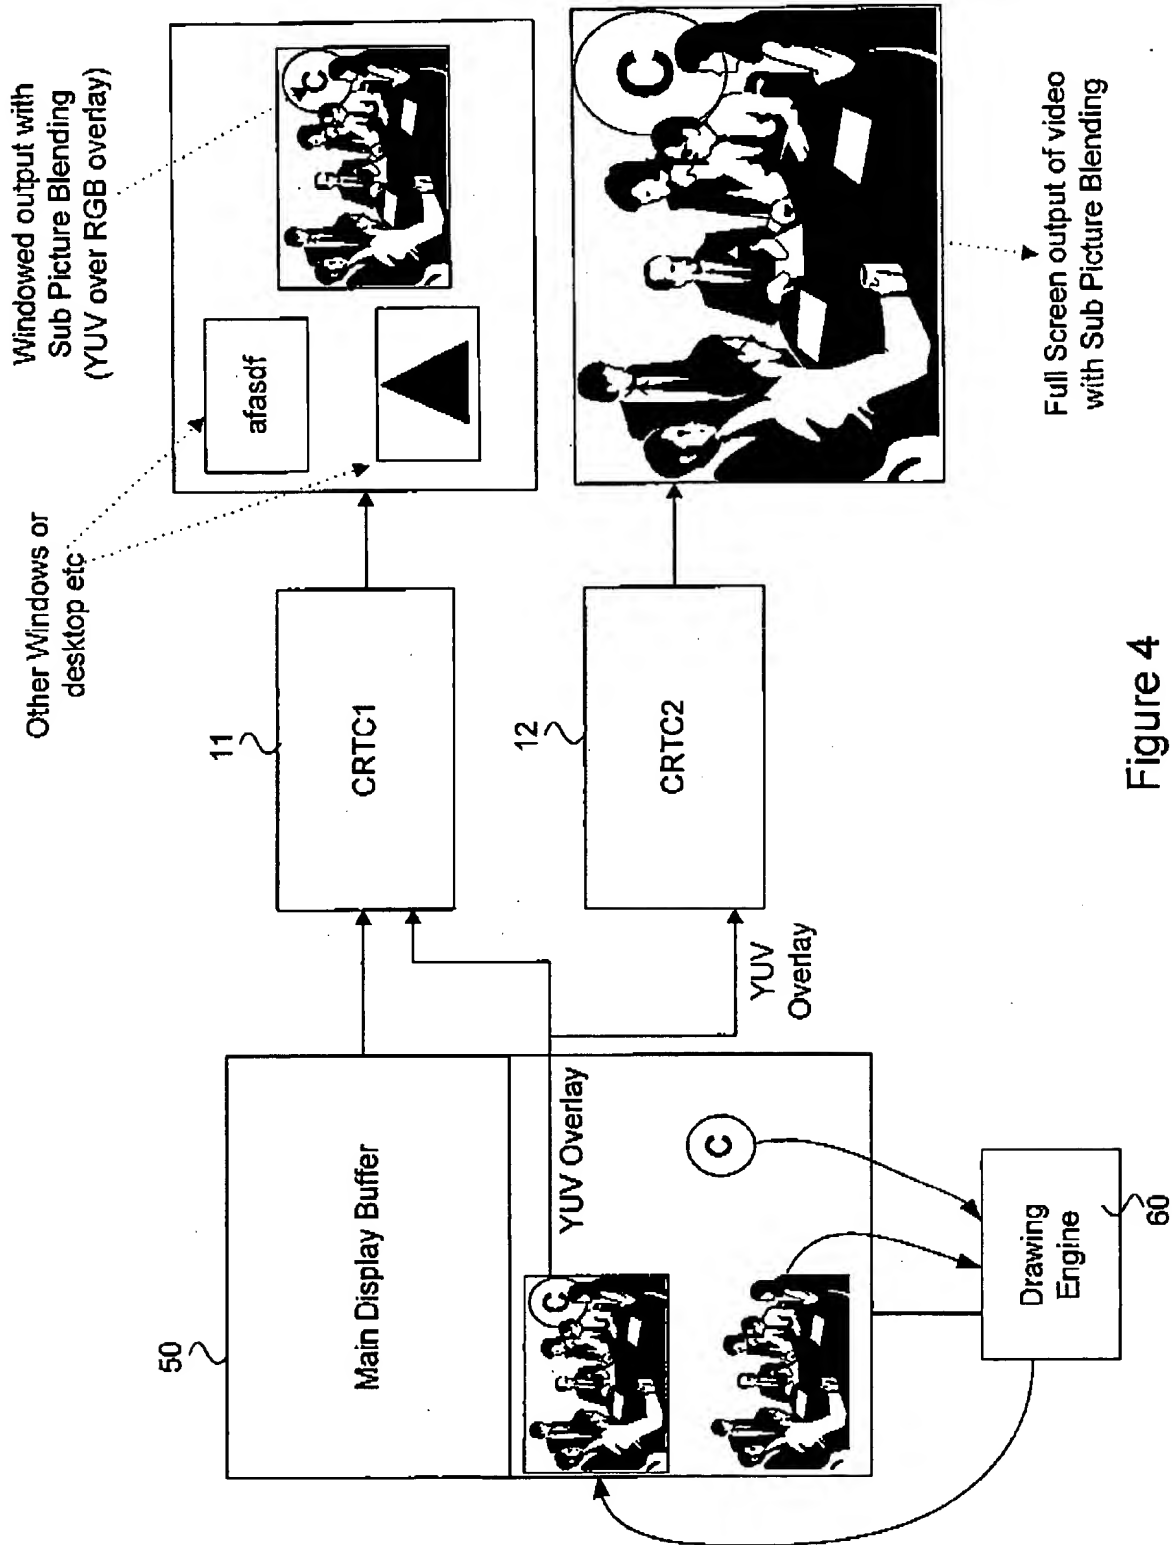 Other Windows or
desktop etc
Windowed output with
Sub Picture Blending
(YUV over RGB overlay)
afasdf
C
11
CRTC1
50
Main Display Buffer
YUV Overlay
C
C
12
CRTC2
YUV
Overlay
C
Full Screen output of video
with Sub Picture Blending
Drawing
Engine
60
Figure 4